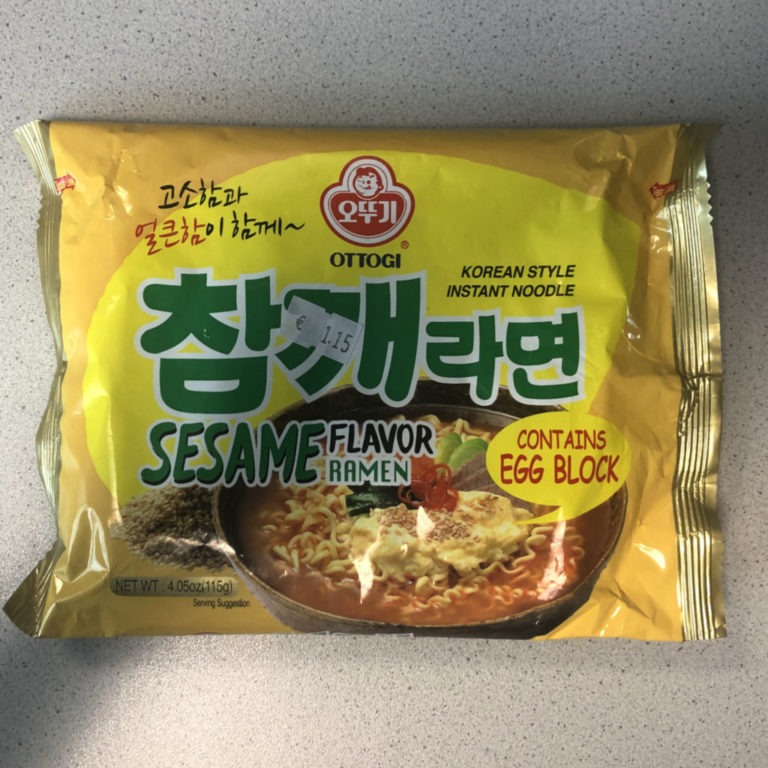 고소함과
얼큰함이 함께~
오뚜기
®
OTTOGI
KOREAN STYLE
INSTANT NOODLE
참깨라면
€ 1.15
SESAME FLAVOR
RAMEN
CONTAINS
EGG BLOCK
NET WT : 4.05oz(115g)
Serving Suggestion